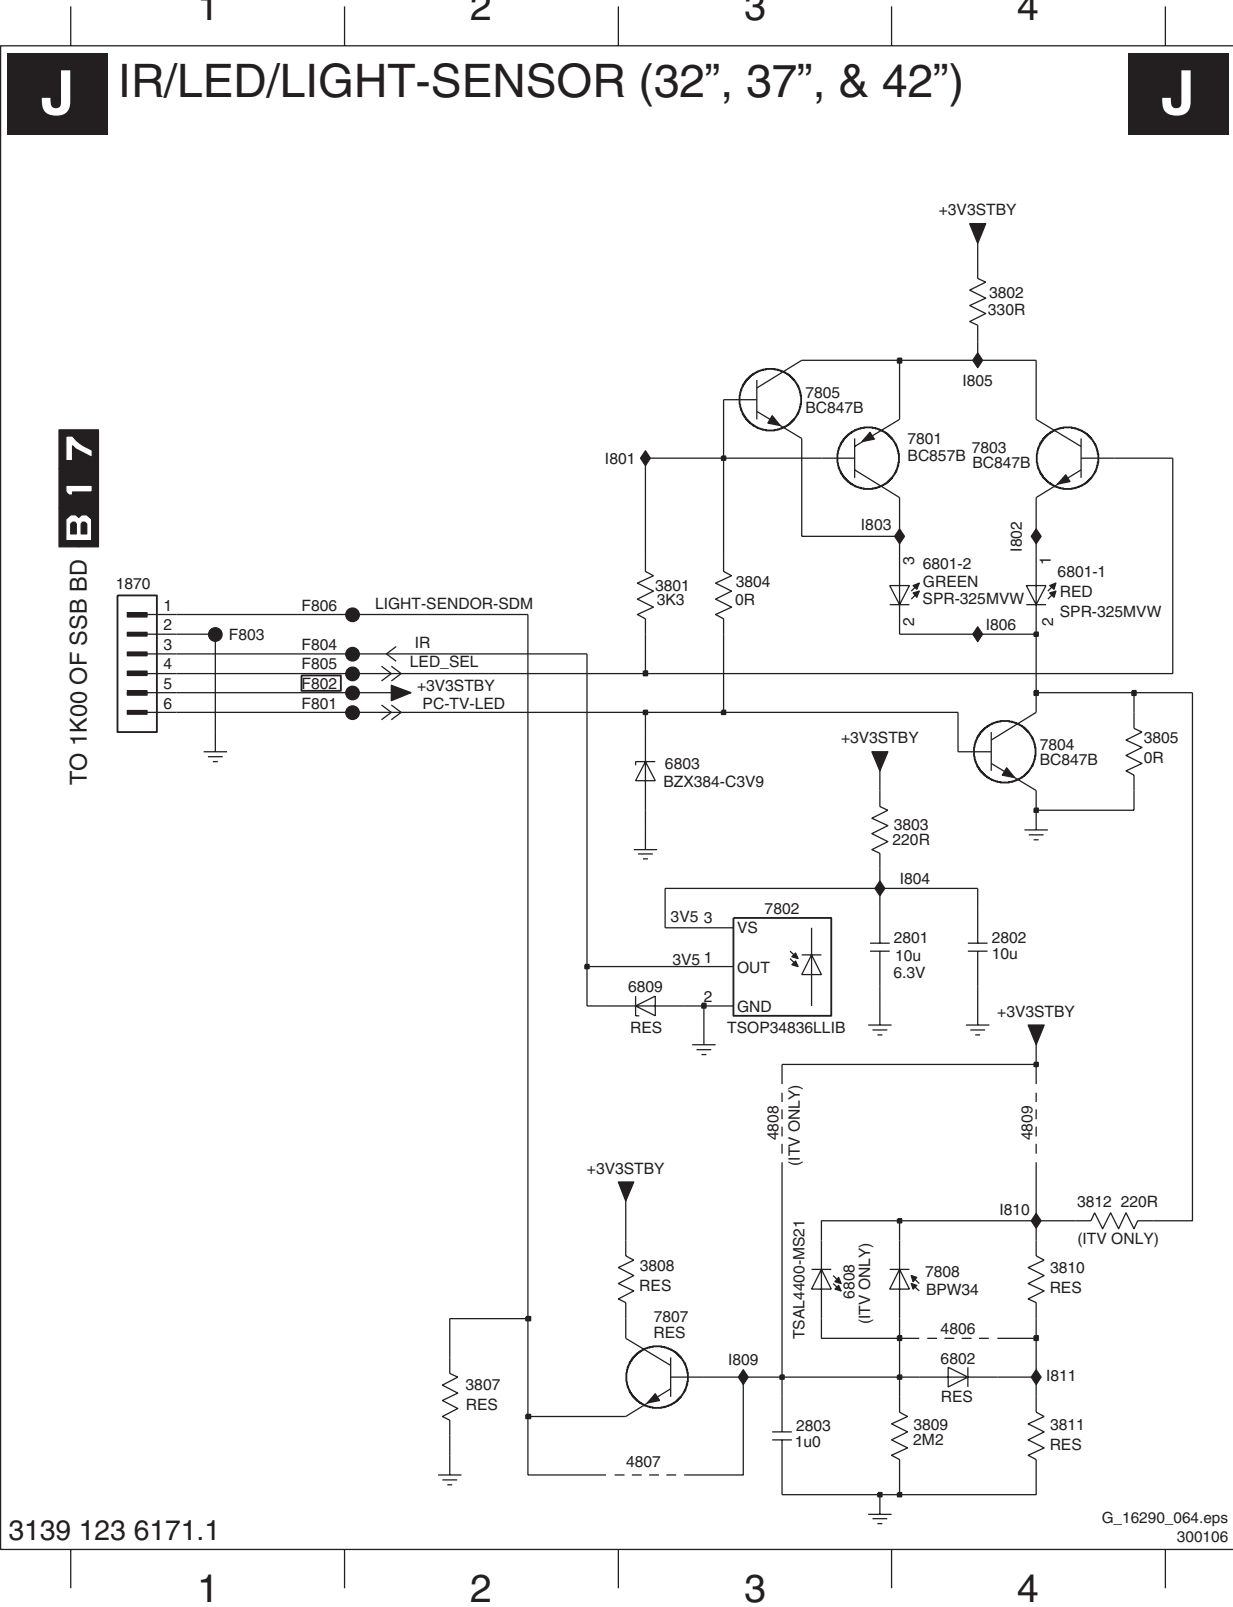 1 2 3 4
J IR/LED/LIGHT-SENSOR (32”, 37”, & 42”) J
+3V3STBY
3802
330R
I805
7805
BC847B
7801
BC857B
7803
BC847B
I801
I803
I802
3
6801-2
GREEN
SPR-325MVW
2
1
6801-1
RED
SPR-325MVW
2
I806
3801
3K3
3804
0R
TO 1K00 OF SSB BD B 1 7
1870
1 F806 LIGHT-SENDOR-SDM
2 F803
3 F804 IR
4 F805 LED_SEL
5 F802 +3V3STBY
6 F801 PC-TV-LED
6803
BZX384-C3V9
+3V3STBY
3803
220R
I804
7804
BC847B
3805
0R
7802
3V5 3 VS
3V5 1 OUT
2 GND
TSOP34836LLIB
6809
RES
2801
10u
6.3V
2802
10u
+3V3STBY
4808
(ITV ONLY)
4809
+3V3STBY
3808
RES
7807
RES
TSAL4400-MS21
6808
(ITV ONLY)
7808
BPW34
I810
3812 220R
(ITV ONLY)
3810
RES
4806
6802
RES
I809
I811
3807
RES
2803
1u0
3809
2M2
3811
RES
4807
3139 123 6171.1
G_16290_064.eps
300106
1 2 3 4